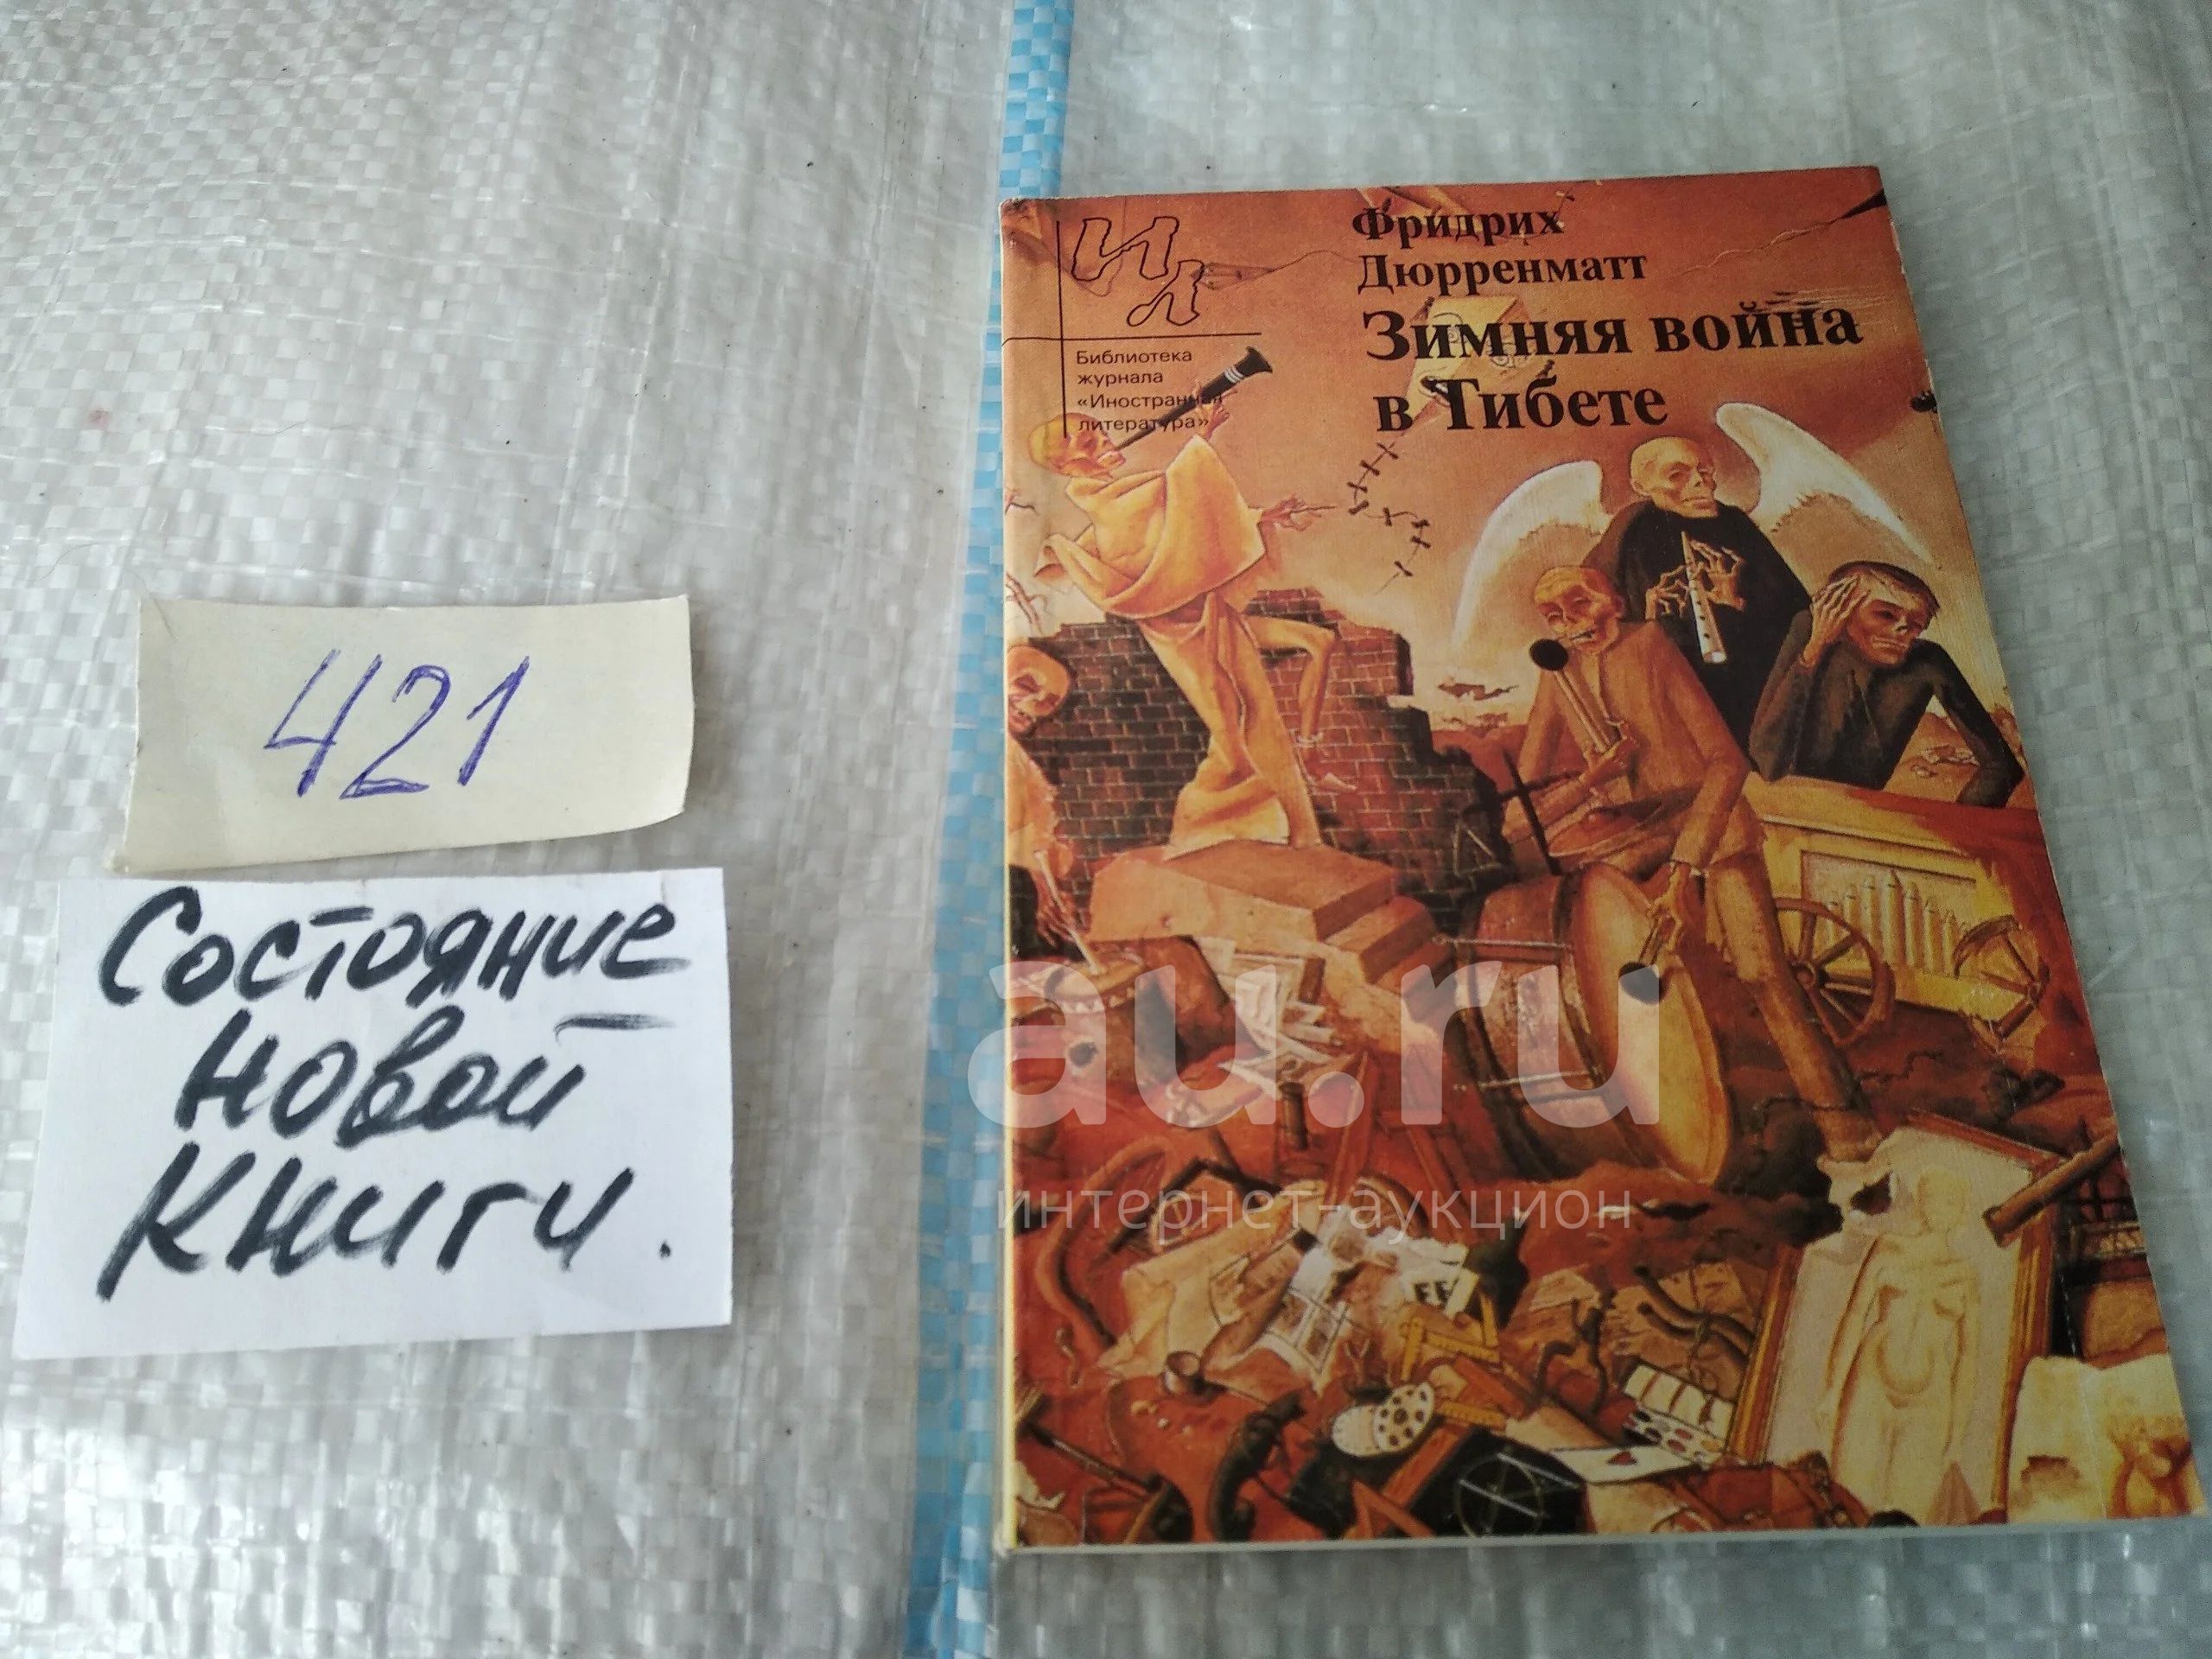 421
Состояние
новой
книги.
ИЛ
Библиотека
журнала
«Иностранная
литература»
Фридрих
Дюрренматт
Зимняя война
в Тибете
au.ru
интернет-аукцион